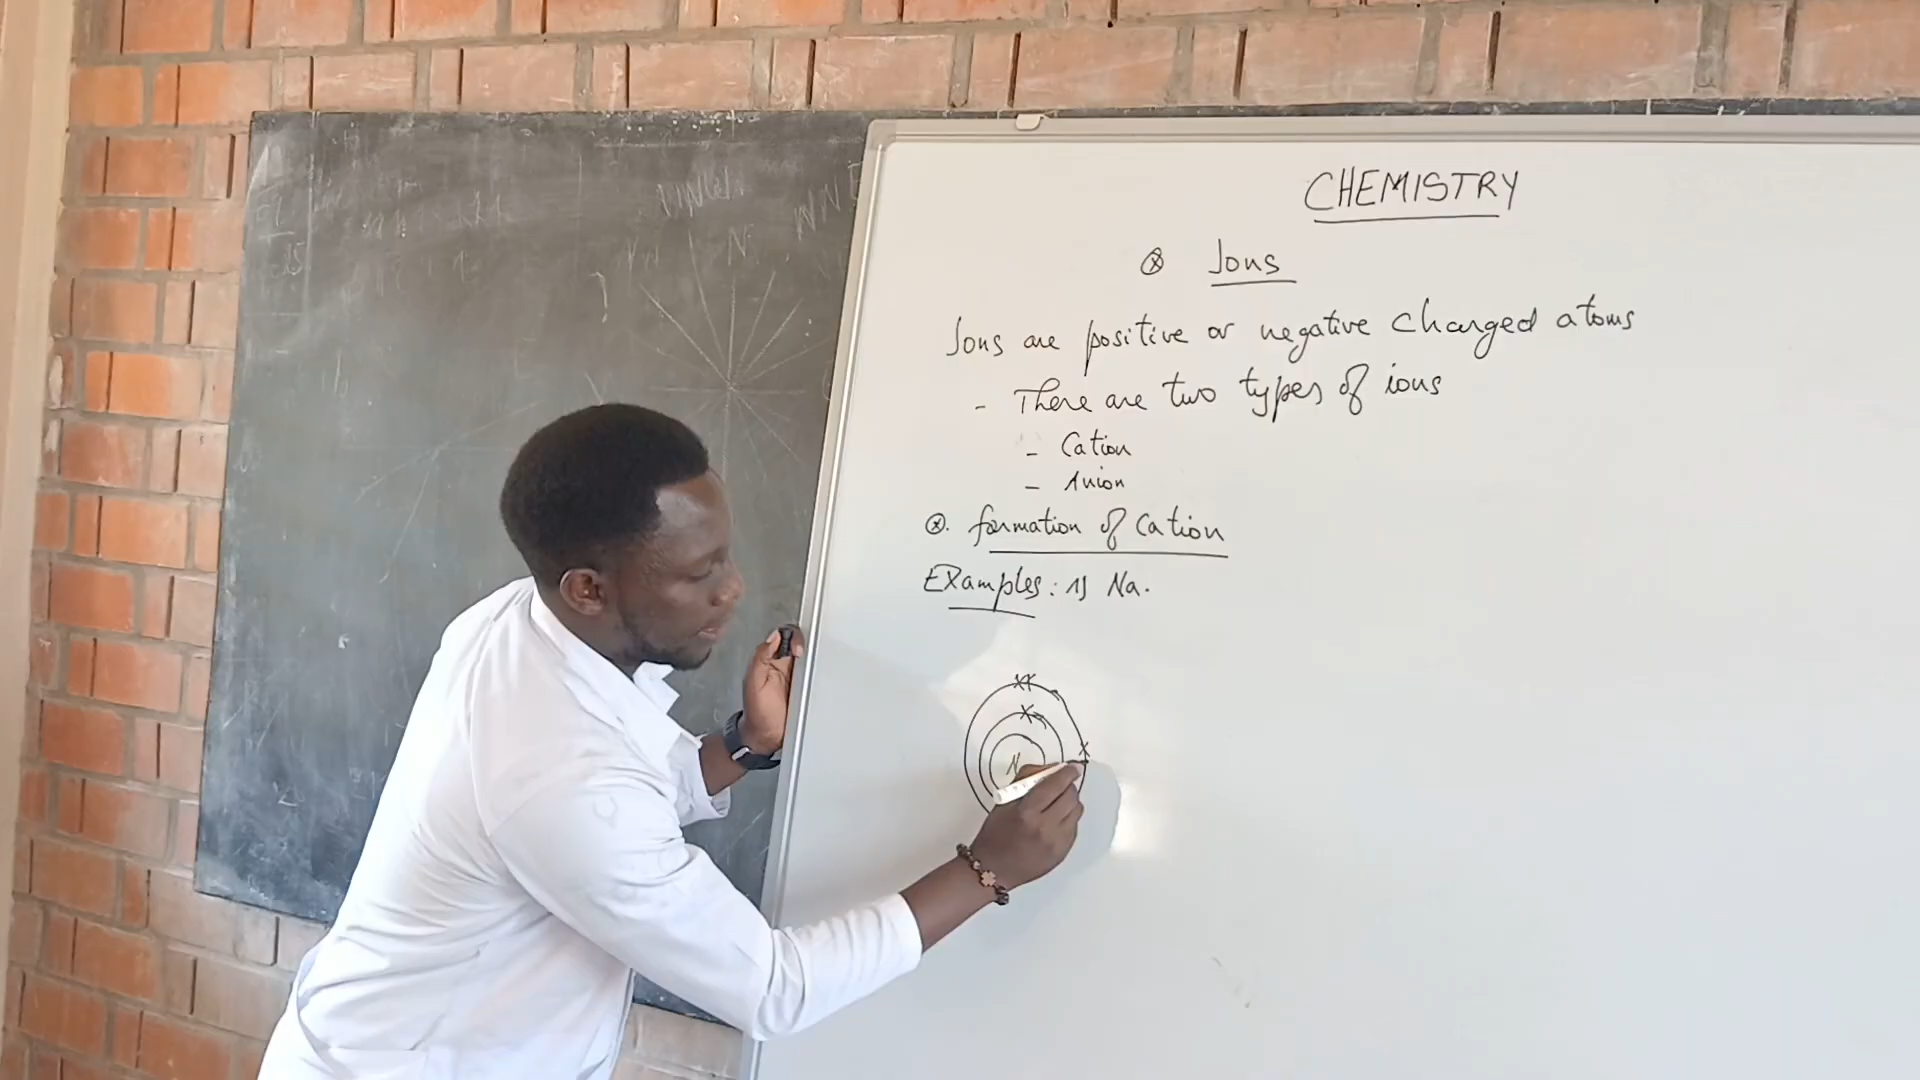 CHEMISTRY
Ions
Ions are positive or negative charged atoms
- There are two types of ions
- Cation
- Anion
formation of Cation
Examples: 1) Na.
N